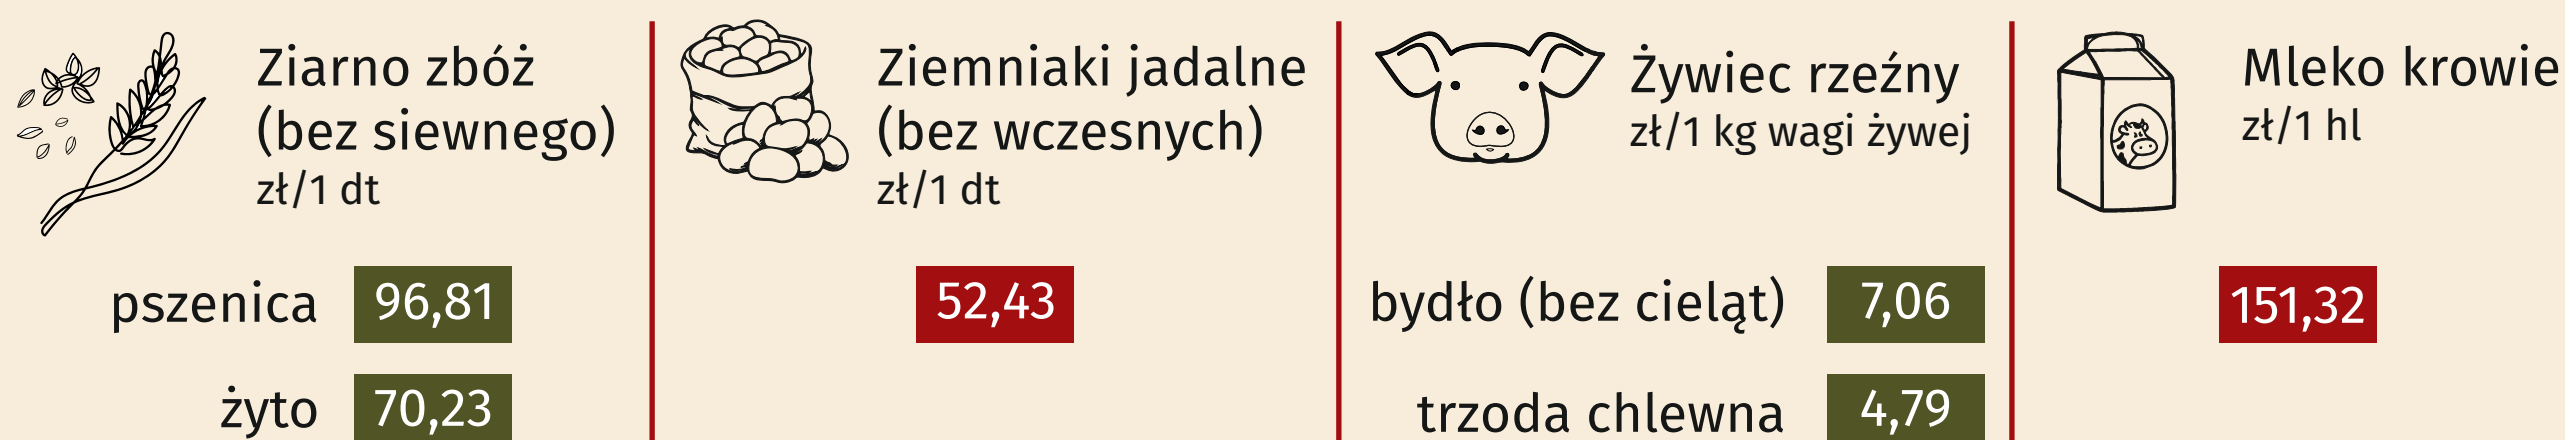 Ziarno zbóż
(bez siewnego)
zł/1 dt
pszenica 96,81
żyto 70,23
Ziemniaki jadalne
(bez wczesnych)
zł/1 dt
52,43
Żywiec rzeźny
zł/1 kg wagi żywej
bydło (bez cieląt) 7,06
trzoda chlewna 4,79
Mleko krowie
zł/1 hl
151,32